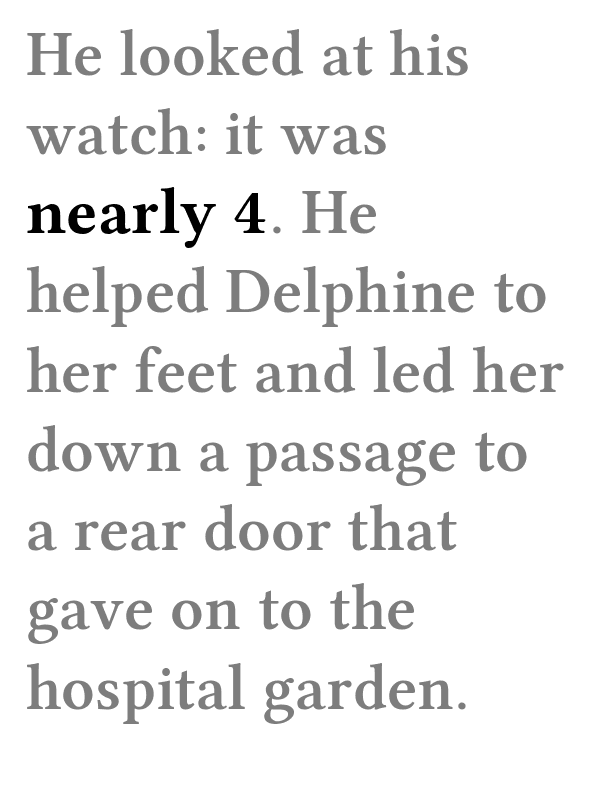 He looked at his
watch: it was
nearly 4. He
helped Delphine to
her feet and led her
down a passage to
a rear door that
gave on to the
hospital garden.